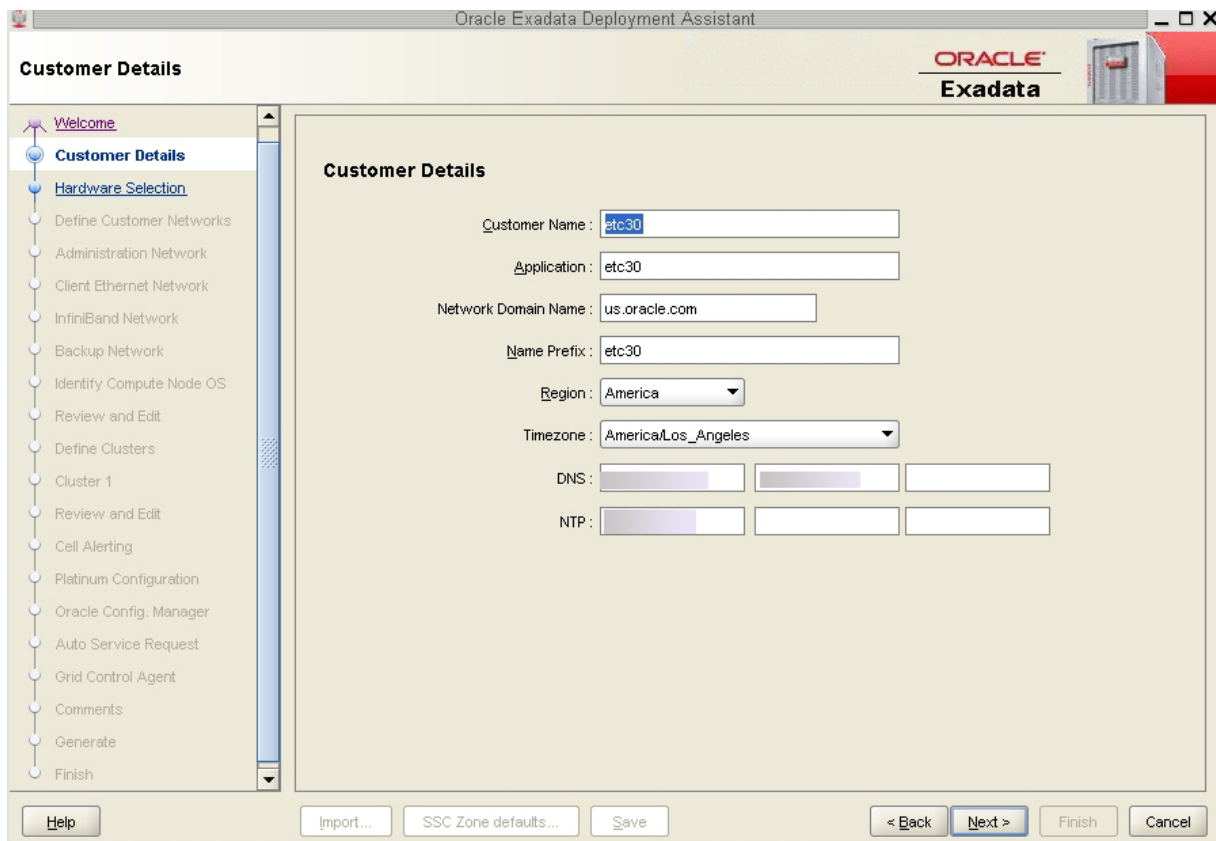 Oracle Exadata Deployment Assistant
Customer Details
ORACLE
Exadata
Welcome
Customer Details
Hardware Selection
Define Customer Networks
Administration Network
Client Ethernet Network
InfiniBand Network
Backup Network
Identify Compute Node OS
Review and Edit
Define Clusters
Cluster 1
Review and Edit
Cell Alerting
Platinum Configuration
Oracle Config. Manager
Auto Service Request
Grid Control Agent
Comments
Generate
Finish
Customer Details
Customer Name : etc30
Application : etc30
Network Domain Name : us.oracle.com
Name Prefix : etc30
Region : America
Timezone : America/Los_Angeles
DNS :
NTP :
Help Import... SSC Zone defaults... Save < Back Next > Finish Cancel